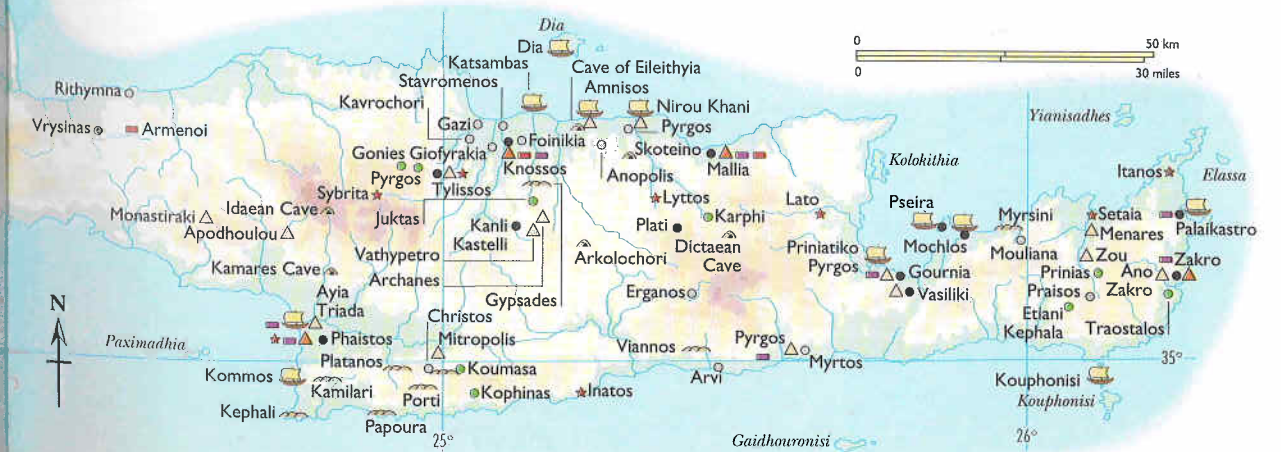 Dia
Dia
0 50 km
0 30 miles
Katsambas
Cave of Eileithyia
Stavromenos
Amnisos
Rithymna
Kavrochori
Nirou Khani
Yianisadhes
Vrysinas
Armenoi
Gazi
Pyrgos
Foinikia
Gonies
Giofyrakia
Skoteino
Kolokithia
Pyrgos
Knossos
Mallia
Itanos
Elassa
Tylissos
Anopolis
Sybrita
Lyttos
Lato
Pseira
Idaean Cave
Juktas
Karphi
Myrsini
Setaia
Monastiraki
Kanli
Kastelli
Plati
Mochlos
Menares
Palaikastro
Apodhoulou
Dictaean
Cave
Priniatiko
Pyrgos
Mouliana
Zou
Zakro
Vathypetro
Arkolochori
Kamares Cave
Archanes
Gournia
Prinias
Ano
Zakro
Gypsades
Erganos
Vasiliki
Praisos
Ayia
Triada
Etiani
Kephala
Traostalos
N
Christos
Paximadhia
Phaistos
Mitropolis
Viannos
Pyrgos
Platanos
Koumasa
Myrtos
35°
Kommos
Kamilari
Arvi
Kouphonisi
Porti
Kophinas
Inatos
Kouphonisi
Kephali
Papoura
25°
26°
Gaidhouronisi